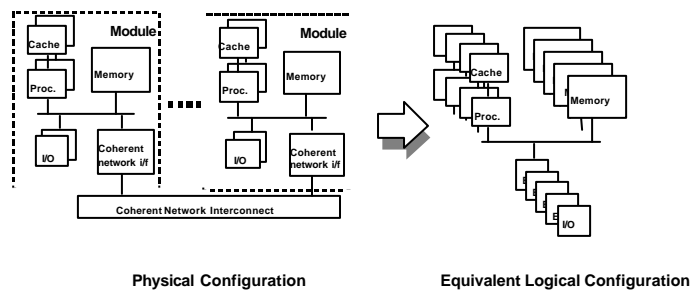 Module
Cache
Proc.
Memory
I/O
Coherent
network i/f
Module
Cache
Proc.
Memory
I/O
Coherent
network i/f
Coherent Network Interconnect
Cache
Proc.
Memory
I/O
Physical Configuration
Equivalent Logical Configuration